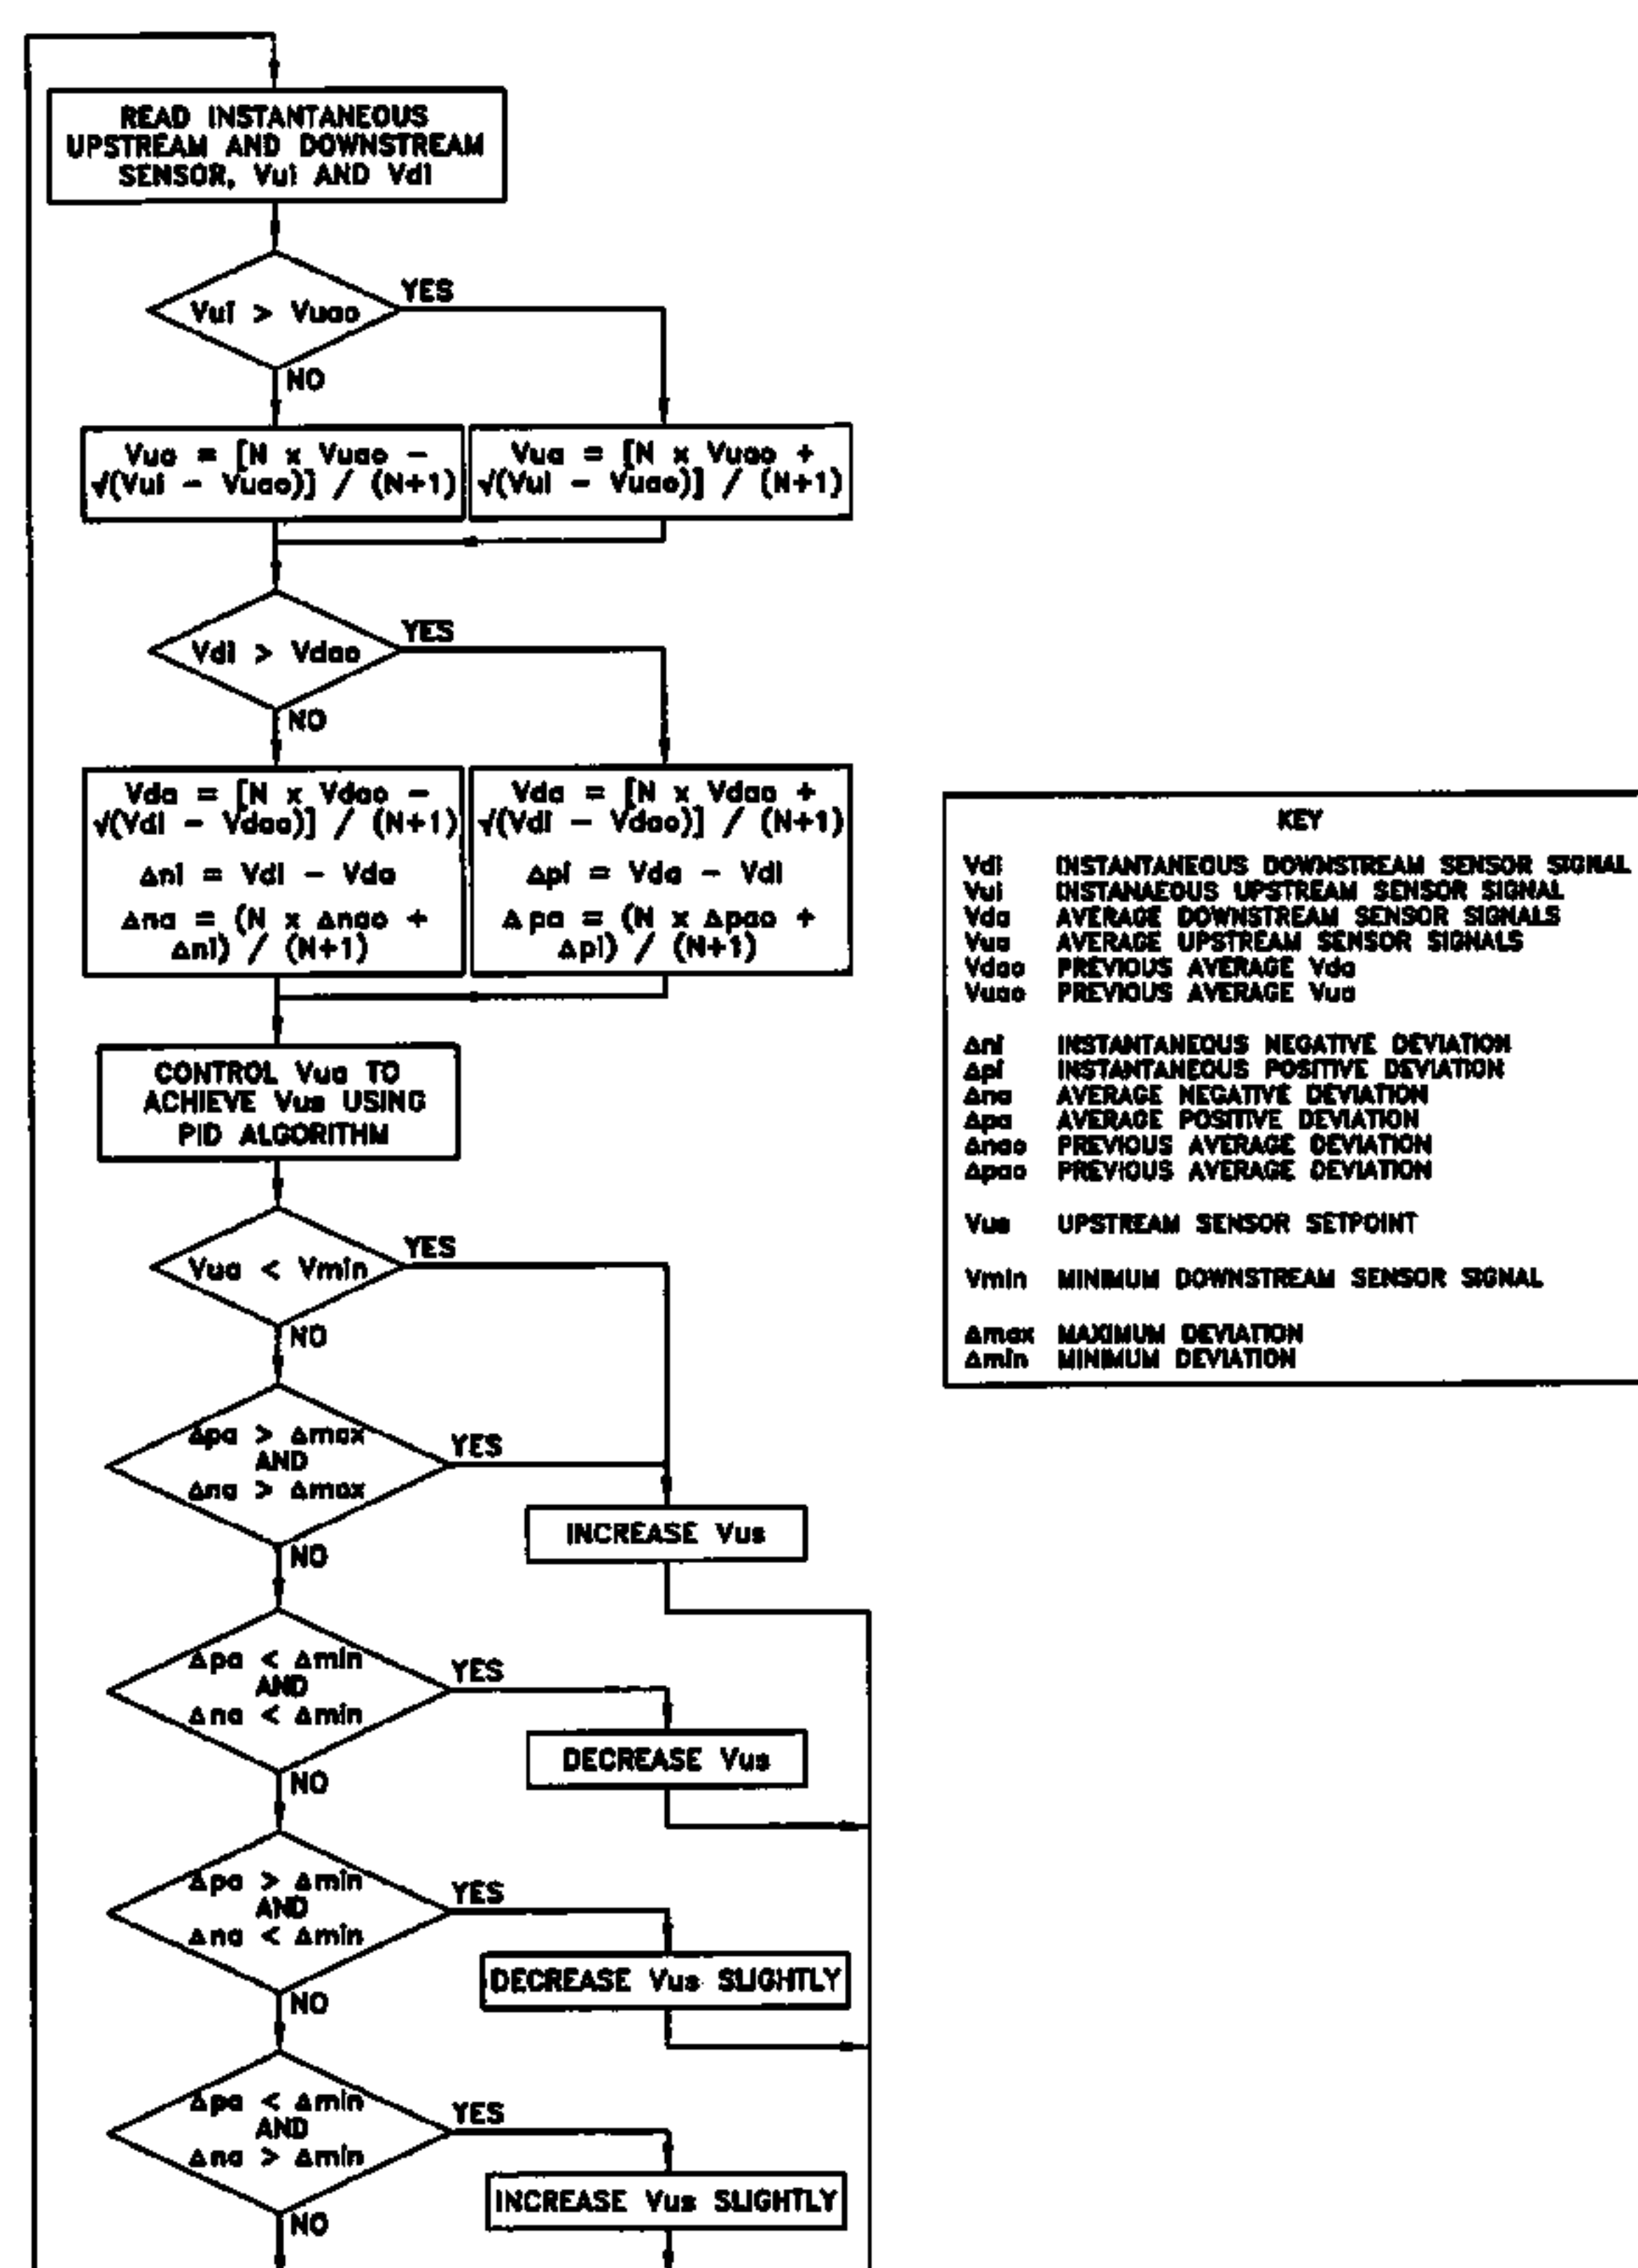 READ INSTANTANEOUS
UPSTREAM AND DOWNSTREAM
SENSOR, Vui AND Vdi
Vui > Vuao
YES
NO
Vua = [N x Vuao -
√(Vui - Vuao)] / (N+1)
Vua = [N x Vuao +
√(Vui - Vuao)] / (N+1)
Vdi > Vdao
YES
NO
Vda = [N x Vdao -
√(Vdi - Vdao)] / (N+1)
Δni = Vdi - Vda
Δna = (N x Δnao +
Δni) / (N+1)
Vda = [N x Vdao +
√(Vdi - Vdao)] / (N+1)
Δpi = Vda - Vdi
Δpa = (N x Δpao +
Δpi) / (N+1)
CONTROL Vua TO
ACHIEVE Vus USING
PID ALGORITHM
Vua < Vmin
YES
NO
Δpa > Δmax
AND
Δna > Δmax
YES
NO
INCREASE Vus
Δpa < Δmin
AND
Δna < Δmin
YES
NO
DECREASE Vus
Δpa > Δmin
AND
Δna < Δmin
YES
NO
DECREASE Vus SLIGHTLY
Δpa < Δmin
AND
Δna > Δmin
YES
NO
INCREASE Vus SLIGHTLY
KEY
Vdi INSTANTANEOUS DOWNSTREAM SENSOR SIGNAL
Vui INSTANAEOUS UPSTREAM SENSOR SIGNAL
Vda AVERAGE DOWNSTREAM SENSOR SIGNALS
Vua AVERAGE UPSTREAM SENSOR SIGNALS
Vdao PREVIOUS AVERAGE Vda
Vuao PREVIOUS AVERAGE Vua
Δni INSTANTANEOUS NEGATIVE DEVIATION
Δpi INSTANTANEOUS POSITIVE DEVIATION
Δna AVERAGE NEGATIVE DEVIATION
Δpa AVERAGE POSITIVE DEVIATION
Δnao PREVIOUS AVERAGE DEVIATION
Δpao PREVIOUS AVERAGE DEVIATION
Vus UPSTREAM SENSOR SETPOINT
Vmin MINIMUM DOWNSTREAM SENSOR SIGNAL
Δmax MAXIMUM DEVIATION
Δmin MINIMUM DEVIATION